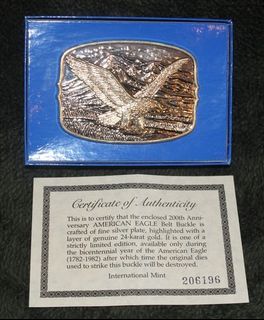 Certificate of Authenticity
This is to certify that the enclosed 200th Anni-
versary AMERICAN EAGLE Belt Buckle is
crafted of fine silver plate, highlighted with a
layer of genuine 24-karat gold. It is one of a
strictly limited edition, available only during
the bicentennial year of the American Eagle
(1782-1982) after which time the original dies
used to strike this buckle will be destroyed.
International Mint
206196